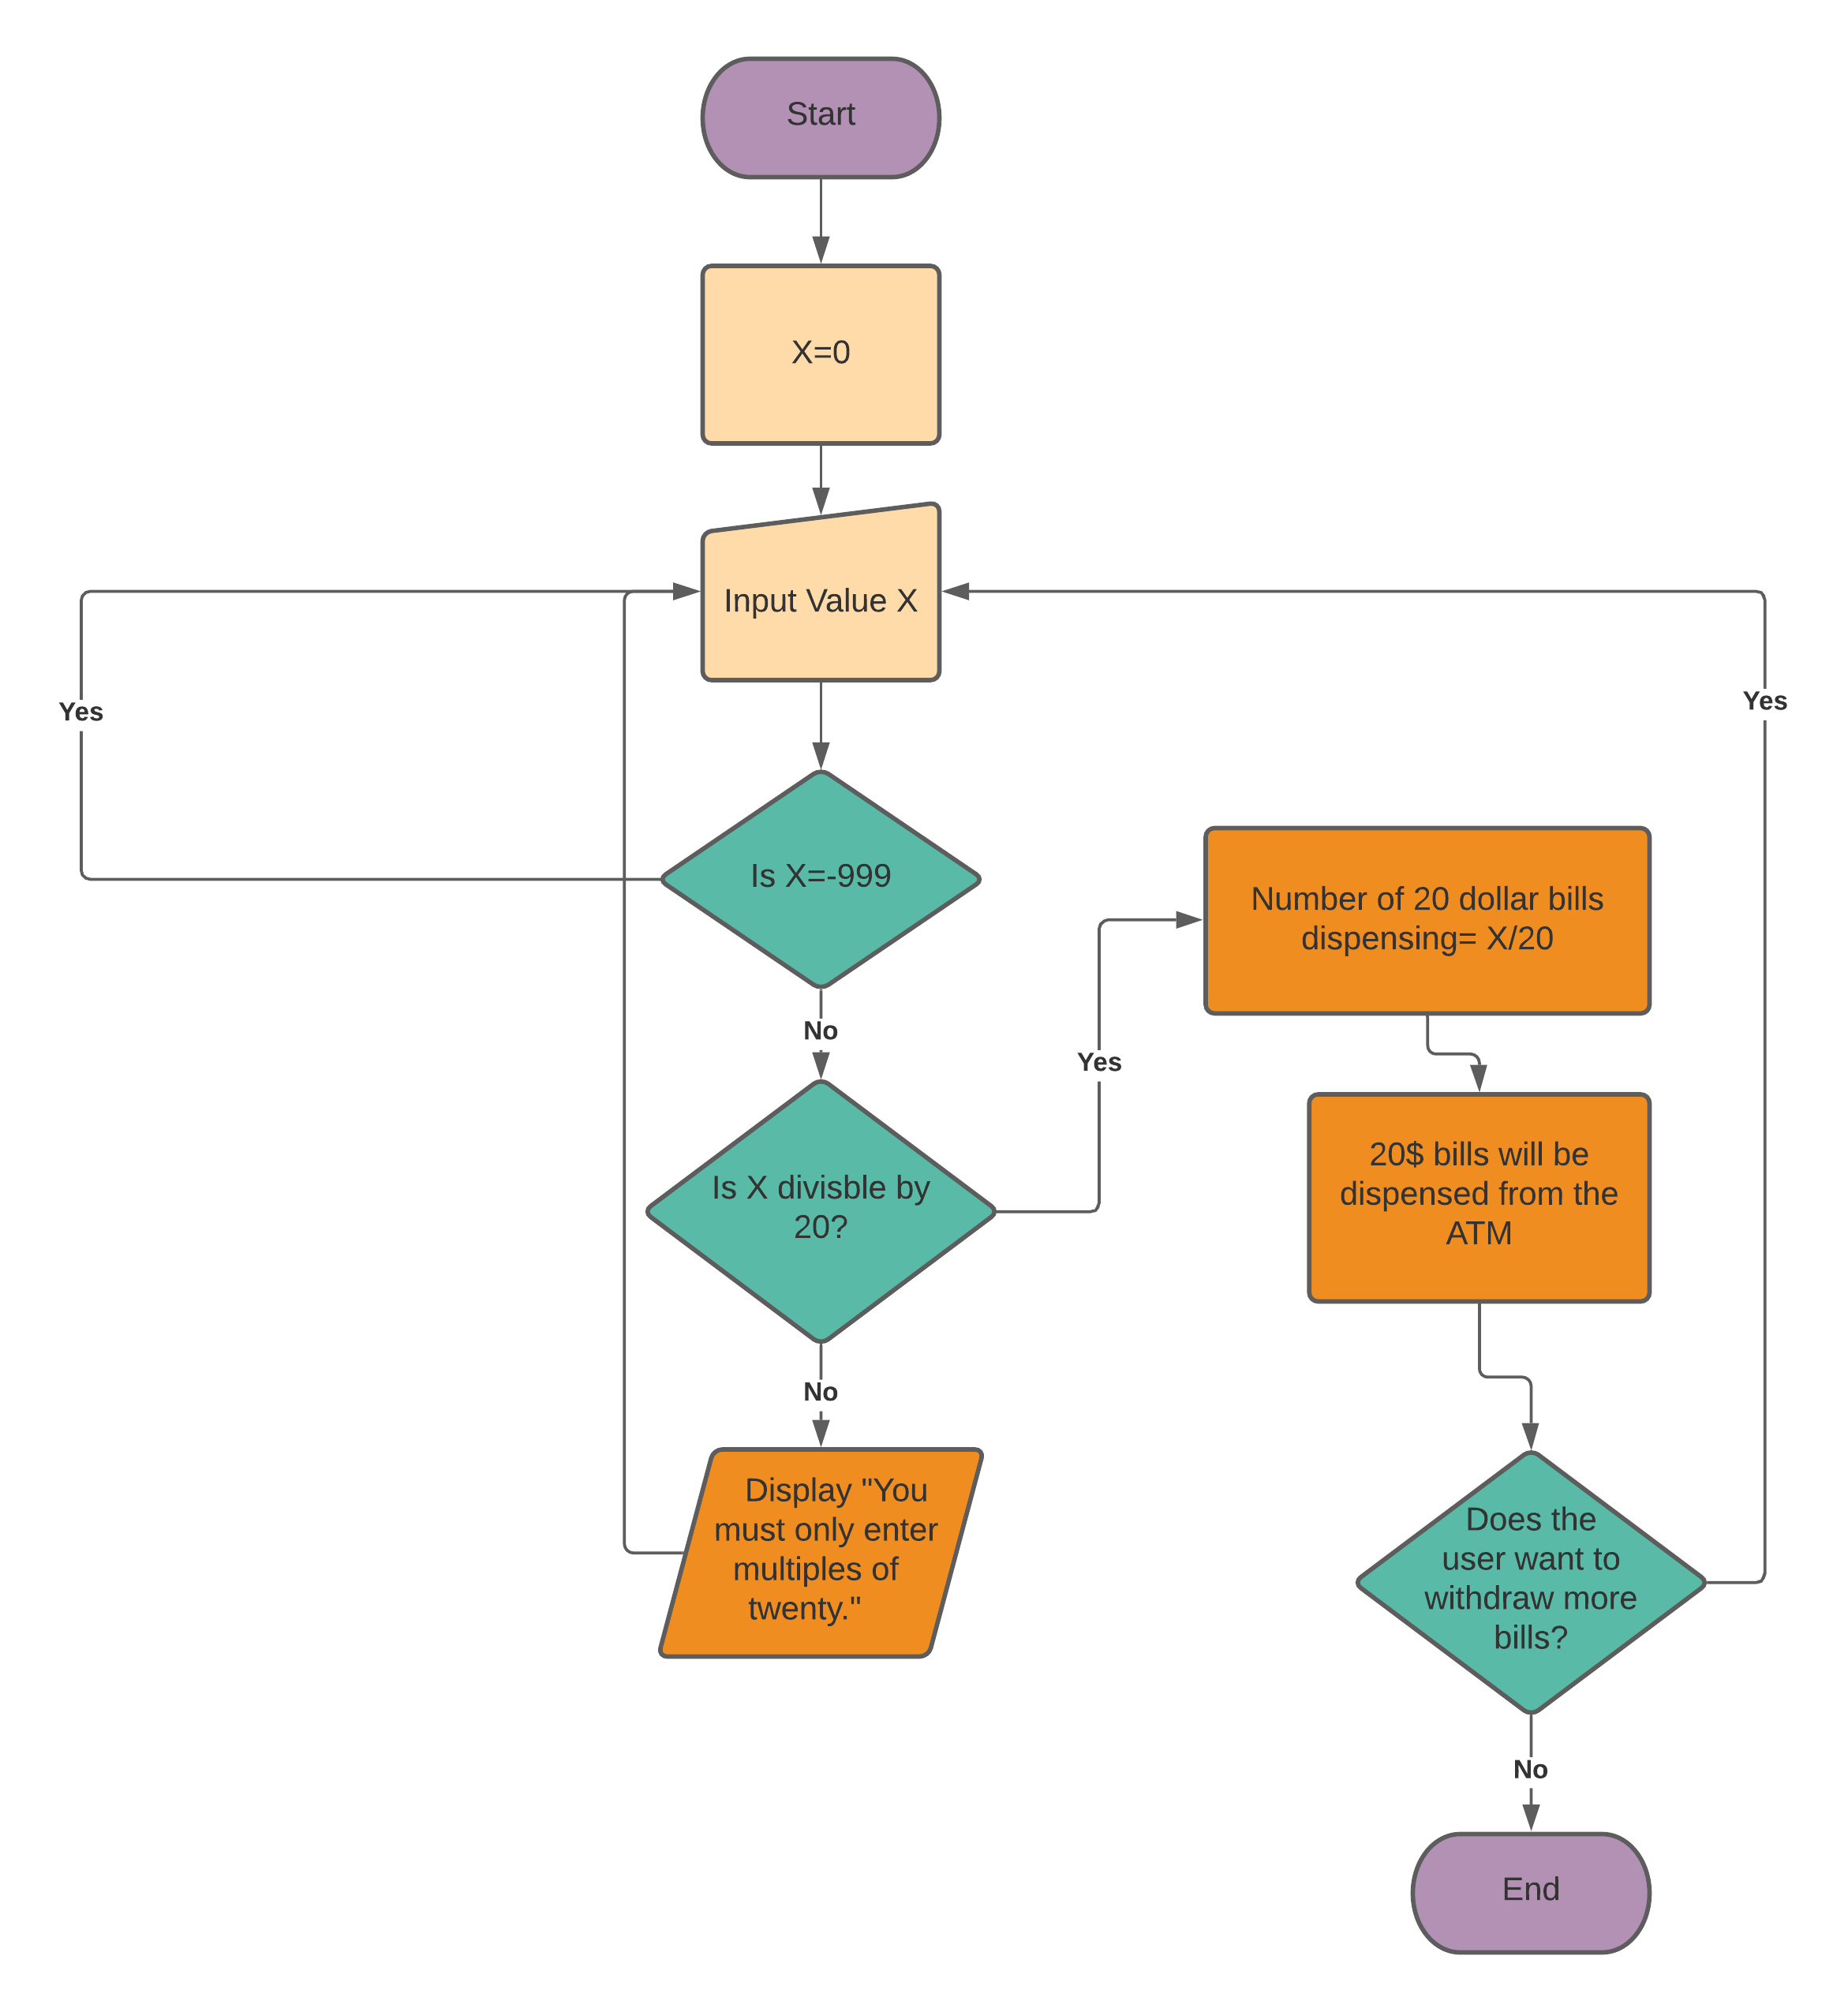 Start
X=0
Input Value X
Yes
Yes
Is X=-999
No
Number of 20 dollar bills
dispensing= X/20
Yes
Is X divisble by
20?
20$ bills will be
dispensed from the
ATM
No
Display "You
must only enter
multiples of
twenty."
Does the
user want to
withdraw more
bills?
No
End